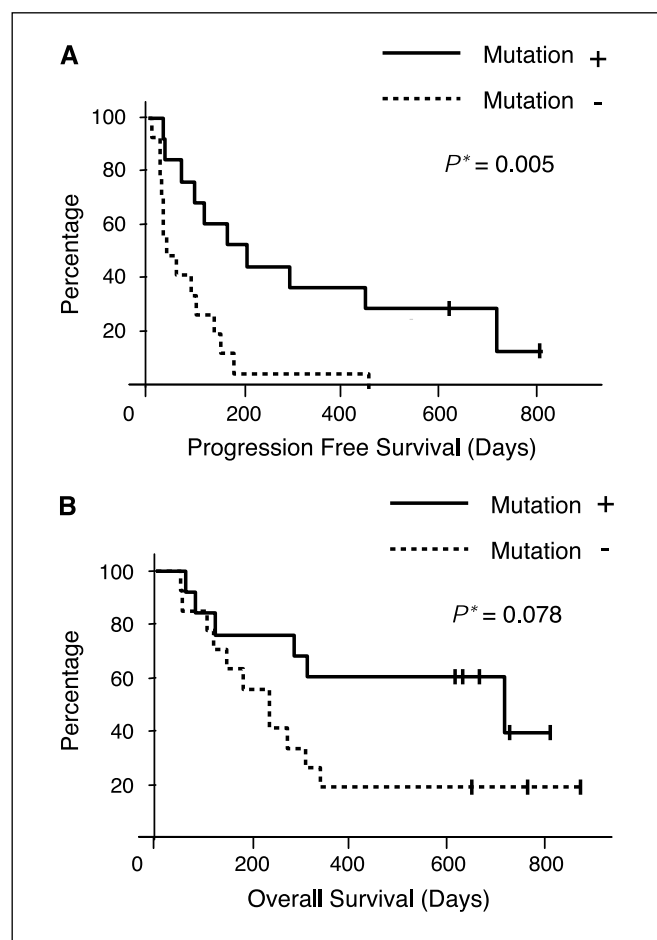 A
Mutation +
Mutation -
P* = 0.005
100
80
60
40
20
Percentage
0 200 400 600 800
Progression Free Survival (Days)
B
Mutation +
Mutation -
P* = 0.078
100
80
60
40
20
Percentage
0 200 400 600 800
Overall Survival (Days)